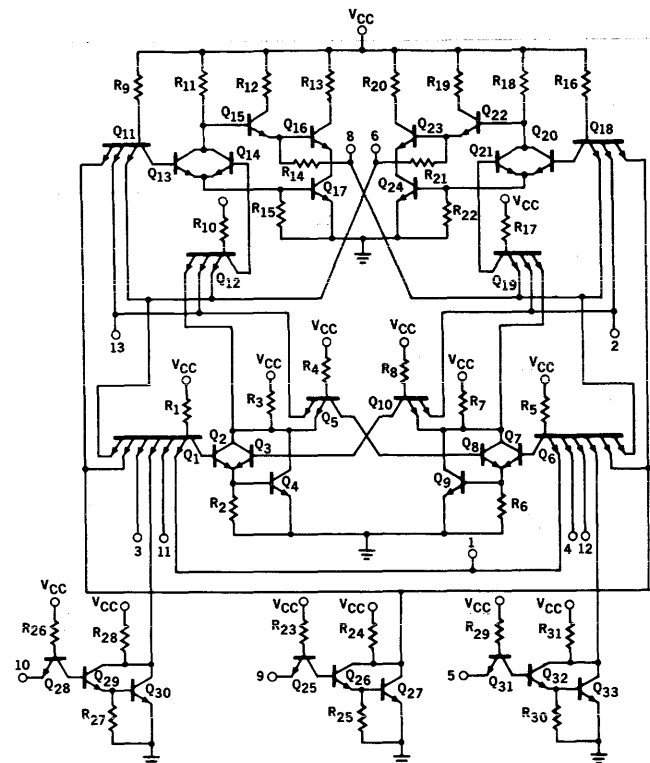 VCC
R9 R11 R12 R13 R20 R19 R18 R16
Q11 Q15 Q16 8 6 Q23 Q22 Q20 Q18
Q13 Q14 R14 Q17 Q24 R21 Q21
R15 R22 VCC
R10 R17
Q12 Q19
13 2
VCC VCC
VCC VCC VCC VCC
R1 R3 R4 R8 R7 R5
Q5 Q10
Q1 Q2 Q3 Q8 Q7 Q6
Q4 Q9
R2 R6
3 11 1 4 12
VCC VCC VCC VCC VCC VCC
R26 R28 R23 R24 R29 R31
10 Q28 Q29 Q30 9 Q25 Q26 Q27 5 Q31 Q32 Q33
R27 R25 R30